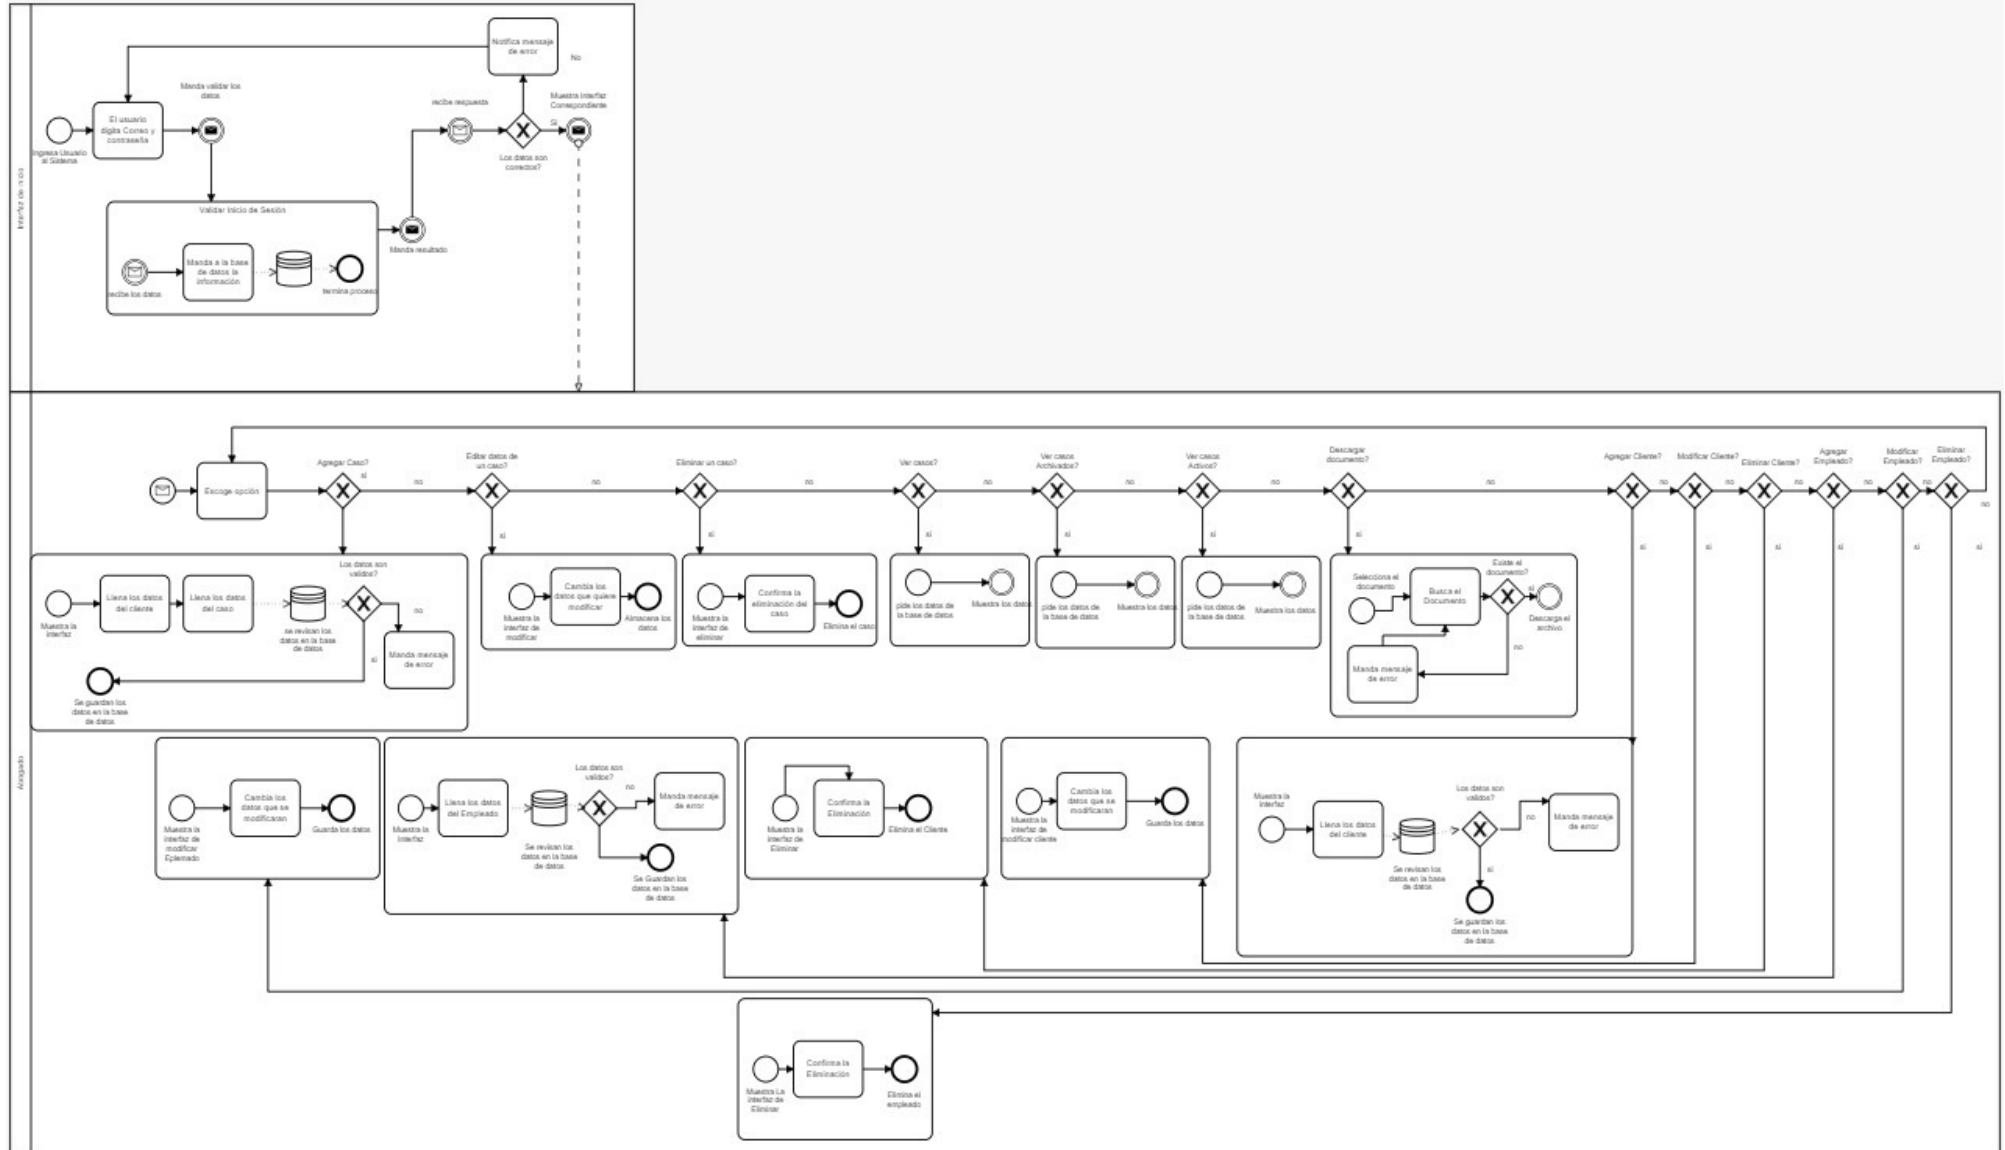 Interfaz de inicio
Notifica mensaje
de error
No
Manda validar los
datos
recibe respuesta
Muestra Interfaz
Correspondiente
El usuario
digita Correo y
contraseña
Si
Ingresa Usuario
al Sistema
Los datos son
correctos?
Validar Inicio de Sesión
Manda resultado
Manda a la base
de datos la
información
recibe los datos
termina proceso
Abogado
Escoge opción
Agregar Caso?
si
no
Editar datos de
un caso?
no
Eliminar un caso?
no
Ver casos?
no
Ver casos
Archivados?
no
Ver casos
Activos?
no
Descargar
documento?
no
Agregar Cliente?
no
Modificar Cliente?
no
Eliminar Cliente?
no
Agregar
Empleado?
no
Modificar
Empleado?
no
Eliminar
Empleado?
no
si
si
si
si
si
si
si
si
si
si
si
si
Los datos son
validos?
Llena los datos
del cliente
Llena los datos
del caso
no
Muestra la
interfaz
se revisan los
datos en la base
de datos
si
Manda mensaje
de error
Se guardan los
datos en la base
de datos
Cambia los
datos que quiere
modificar
Muestra la
interfaz de
modificar
Almacena los
datos
Confirma la
eliminación del
caso
Muestra la
interfaz de
eliminar
Elimina el caso
pide los datos de
la base de datos
Muestra los datos
pide los datos de
la base de datos
Muestra los datos
pide los datos de
la base de datos
Muestra los datos
Selecciona el
documento
Busca el
Documento
Existe el
documento?
si
Descarga el
archivo
no
Manda mensaje
de error
Cambia los
datos que se
modificaran
Muestra la
interfaz de
modificar
Eplemado
Guarda los datos
Llena los datos
del Empleado
Muestra la
Interfaz
Los datos son
validos?
no
Manda mensaje
de error
Se revisan los
datos en la base
de datos
Se Guardan los
datos en la base
de datos
Confirma la
Eliminación
Muestra la
interfaz de
Eliminar
Elimina el Cliente
Cambia los
datos que se
modificaran
Muestra la
interfaz de
modificar cliente
Guarda los datos
Muestra la
interfaz
Llena los datos
del cliente
Los datos son
validos?
no
Manda mensaje
de error
Se revisan los
datos en la base
de datos
si
Se guardan los
datos en la base
de datos
Confirma la
Eliminación
Muestra La
interfaz de
Eliminar
Elimina el
empleado